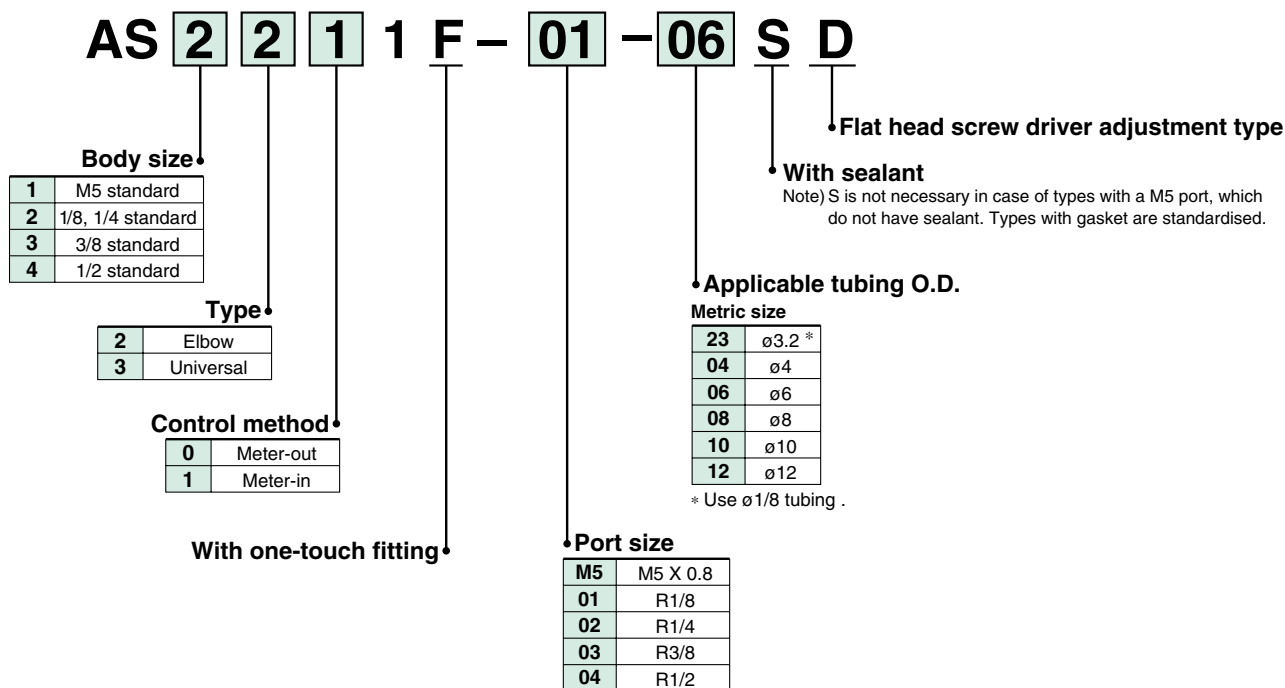 AS 2 2 1 1 F – 01 – 06 S D
Flat head screw driver adjustment type
With sealant
Note) S is not necessary in case of types with a M5 port, which
do not have sealant. Types with gasket are standardised.
Body size
1 M5 standard
2 1/8, 1/4 standard
3 3/8 standard
4 1/2 standard
Type
2 Elbow
3 Universal
Control method
0 Meter-out
1 Meter-in
With one-touch fitting
Applicable tubing O.D.
Metric size
23 ø3.2 *
04 ø4
06 ø6
08 ø8
10 ø10
12 ø12
* Use ø1/8 tubing .
Port size
M5 M5 X 0.8
01 R1/8
02 R1/4
03 R3/8
04 R1/2